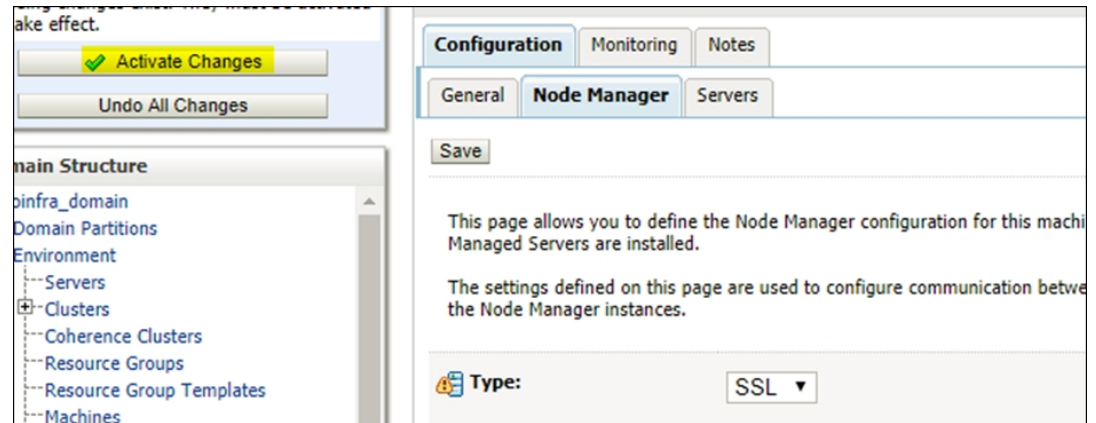 ake effect.
Activate Changes
Undo All Changes
main Structure
oinfra_domain
Domain Partitions
Environment
Servers
Clusters
Coherence Clusters
Resource Groups
Resource Group Templates
Machines
Configuration Monitoring Notes
General Node Manager Servers
Save
This page allows you to define the Node Manager configuration for this machi
Managed Servers are installed.
The settings defined on this page are used to configure communication betwe
the Node Manager instances.
Type: SSL